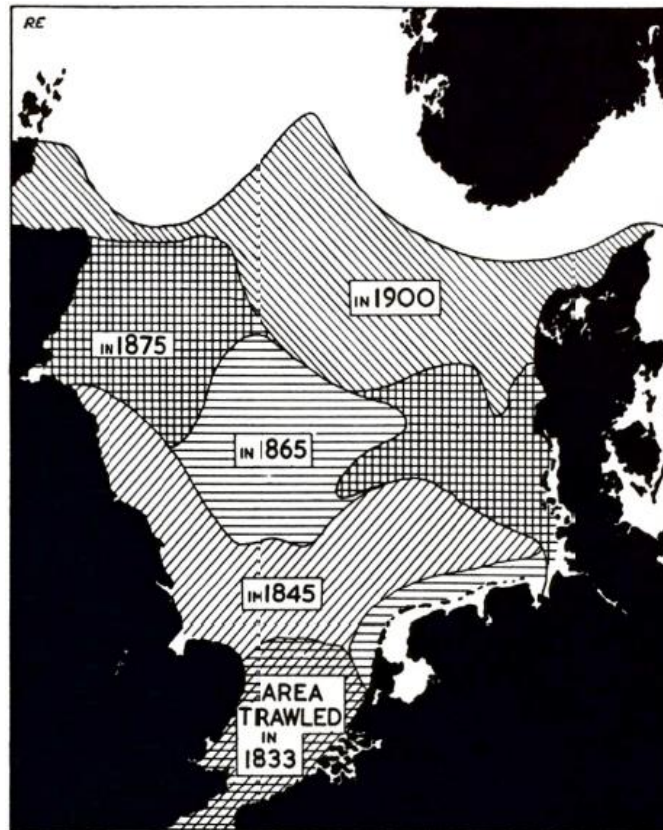 RE
IN 1900
IN 1875
IN 1865
IN 1845
AREA
TRAWLED
IN
1833